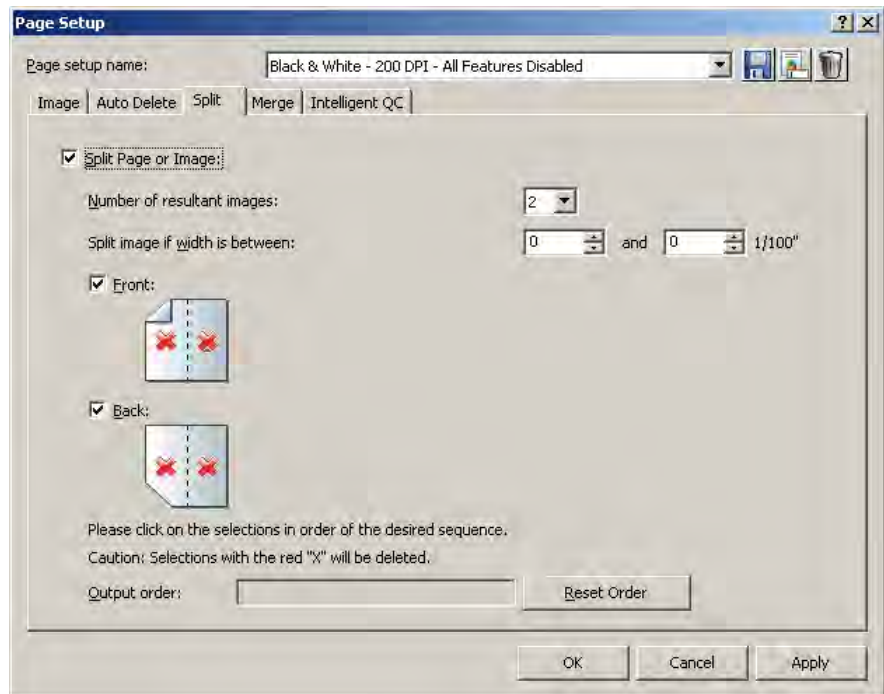 Page Setup
Page setup name: Black & White - 200 DPI - All Features Disabled
Image Auto Delete Split Merge Intelligent QC
Split Page or Image:
Number of resultant images: 2
Split image if width is between: 0 and 0 1/100"
Front:
Back:
Please click on the selections in order of the desired sequence.
Caution: Selections with the red "X" will be deleted.
Output order: Reset Order
OK Cancel Apply